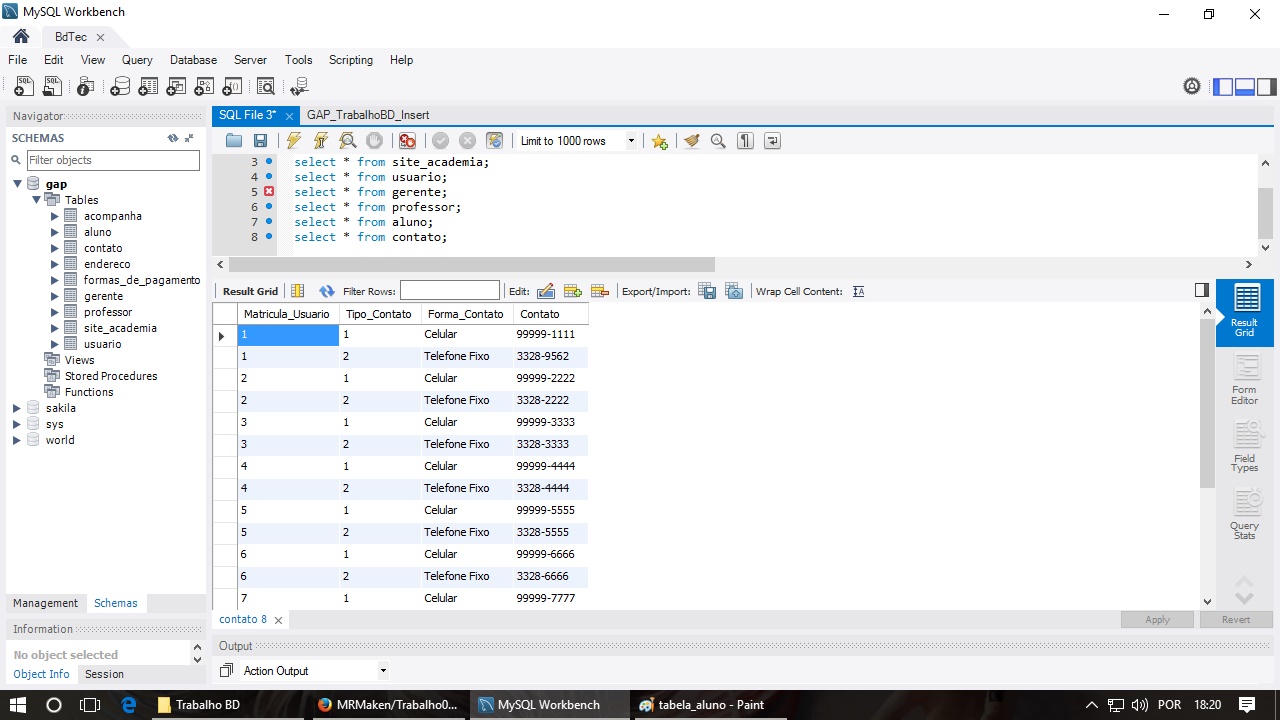 MySQL Workbench
BdTec
File Edit View Query Database Server Tools Scripting Help
Navigator
SCHEMAS
Filter objects
gap
Tables
acompanha
aluno
contato
endereco
formas_de_pagamento
gerente
professor
site_academia
usuario
Views
Stored Procedures
Functions
sakila
sys
world
Management Schemas
Information
No object selected
Object Info Session
SQL File 3* GAP_TrabalhoBD_Insert
Limit to 1000 rows
3 select * from site_academia;
4 select * from usuario;
5 select * from gerente;
6 select * from professor;
7 select * from aluno;
8 select * from contato;
Result Grid Filter Rows: Edit: Export/Import: Wrap Cell Content:
Matricula_Usuario Tipo_Contato Forma_Contato Contato
1 1 Celular 99999-1111
1 2 Telefone Fixo 3328-9562
2 1 Celular 99999-2222
2 2 Telefone Fixo 3328-2222
3 1 Celular 99999-3333
3 2 Telefone Fixo 3328-3333
4 1 Celular 99999-4444
4 2 Telefone Fixo 3328-4444
5 1 Celular 99999-5555
5 2 Telefone Fixo 3328-5555
6 1 Celular 99999-6666
6 2 Telefone Fixo 3328-6666
7 1 Celular 99999-7777
Result
Grid
Form
Editor
Field
Types
Query
Stats
contato 8
Apply Revert
Output
Action Output
Trabalho BD MRMaker/Trabalho0... MySQL Workbench tabela_aluno - Paint POR 18:20